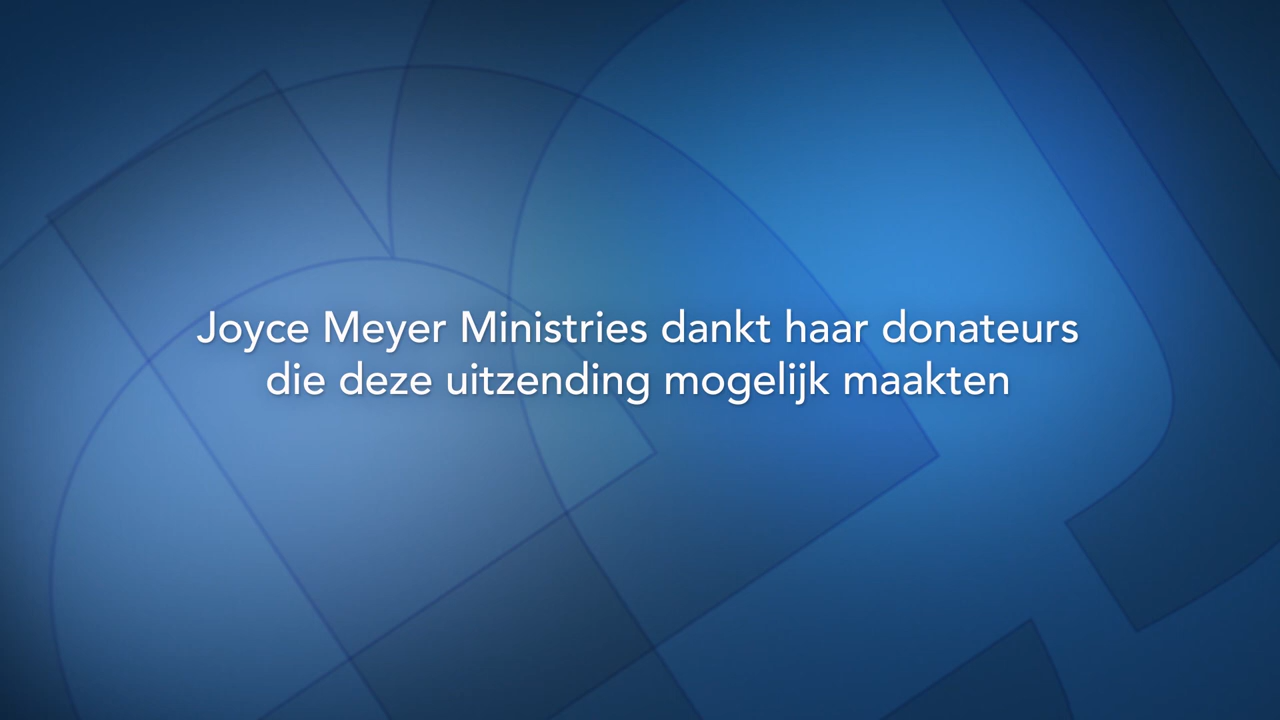 Joyce Meyer Ministries dankt haar donateurs
die deze uitzending mogelijk maakten